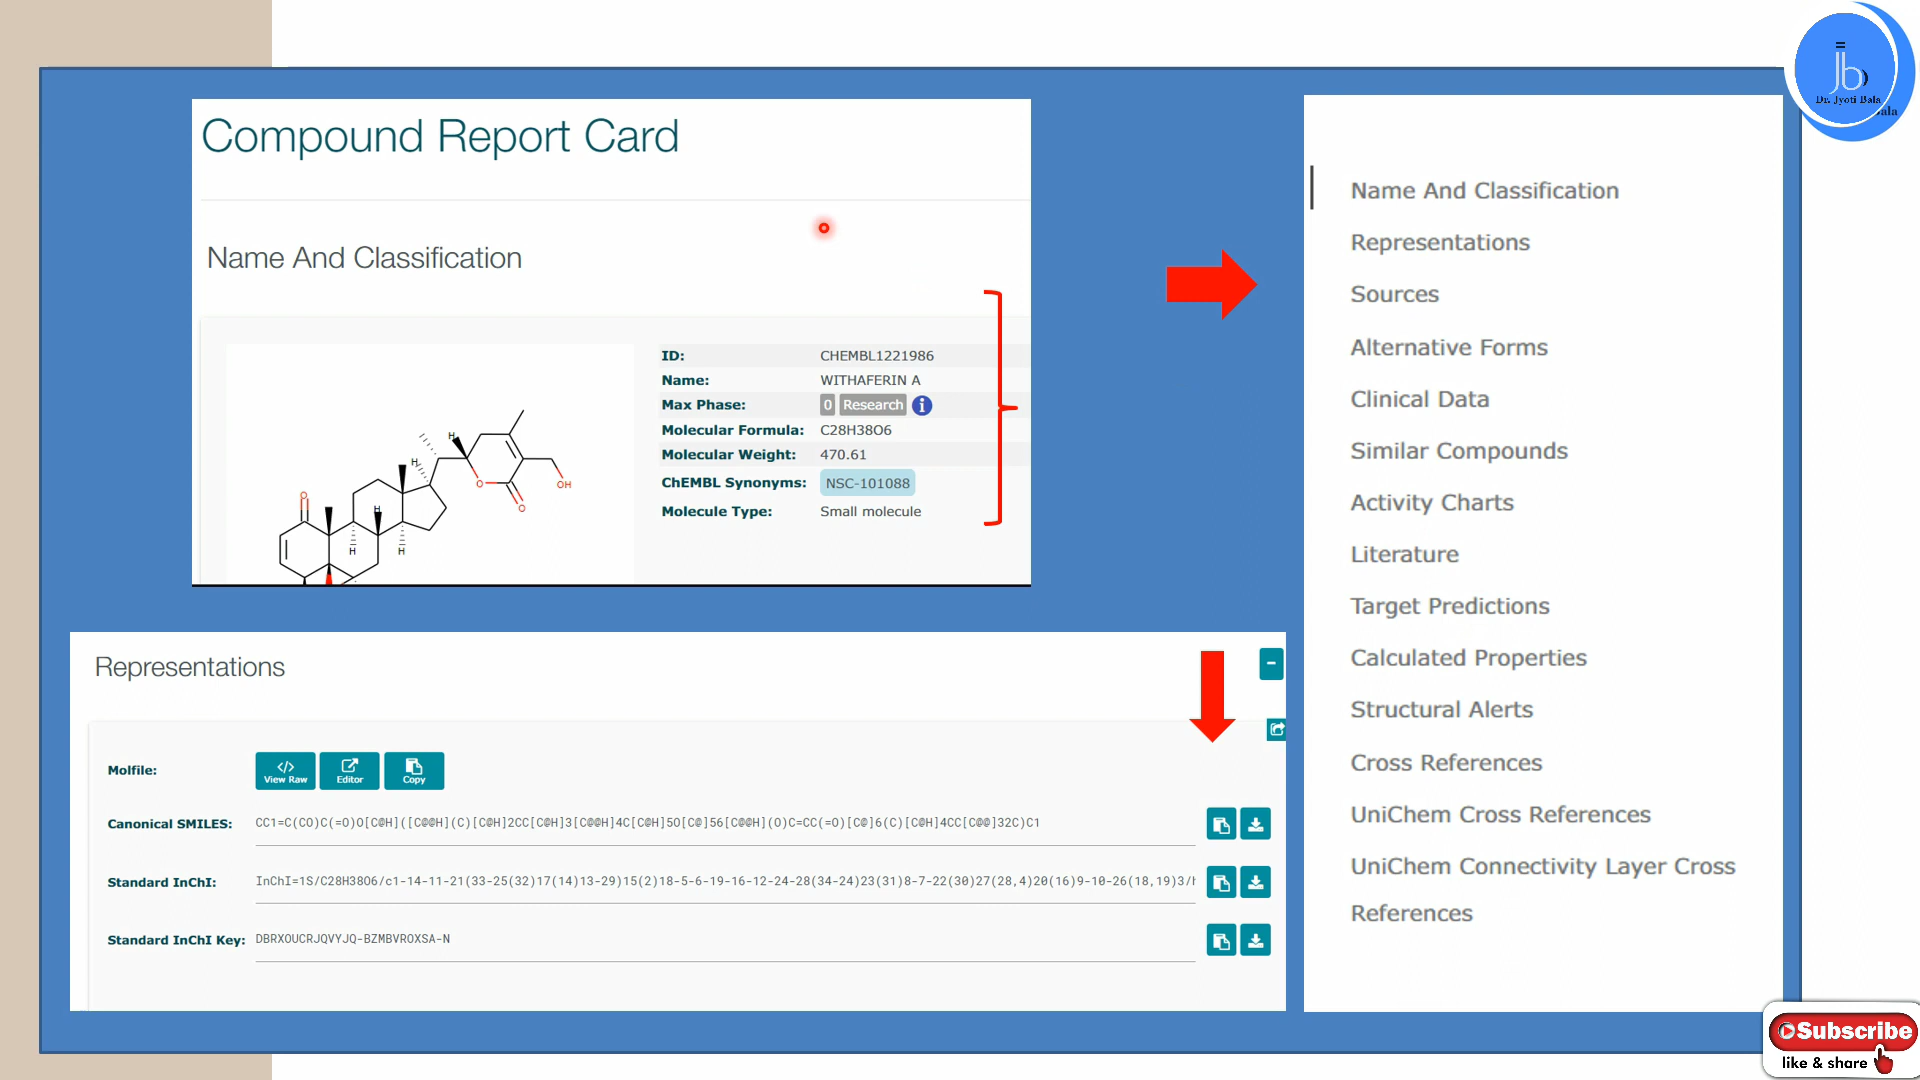 Compound Report Card
Name And Classification
ID: CHEMBL1221986
Name: WITHAFERIN A
Max Phase: 0 Research i
Molecular Formula: C28H38O6
Molecular Weight: 470.61
ChEMBL Synonyms: NSC-101088
Molecule Type: Small molecule
H
H
O
O
OH
O
H
H
H
Representations
Molfile: </> View Raw Editor Copy
Canonical SMILES: CC1=C(CO)C(=O)O[C@H]([C@@H](C)[C@H]2CC[C@H]3[C@@H]4C[C@H]5O[C@]56[C@@H](O)C=CC(=O)[C@]6(C)[C@H]4CC[C@@]32C)C1
Standard InChI: InChI=1S/C28H38O6/c1-14-11-21(33-25(32)17(14)13-29)15(2)18-5-6-19-16-12-24-28(34-24)23(31)8-7-22(30)27(28,4)20(16)9-10-26(18,19)3/h
Standard InChI Key: DBRXOUCRJQVYJQ-BZMBVROXSA-N
Name And Classification
Representations
Sources
Alternative Forms
Clinical Data
Similar Compounds
Activity Charts
Literature
Target Predictions
Calculated Properties
Structural Alerts
Cross References
UniChem Cross References
UniChem Connectivity Layer Cross
References
jb
Dr. Jyoti Bala
Bala
Subscribe
like & share